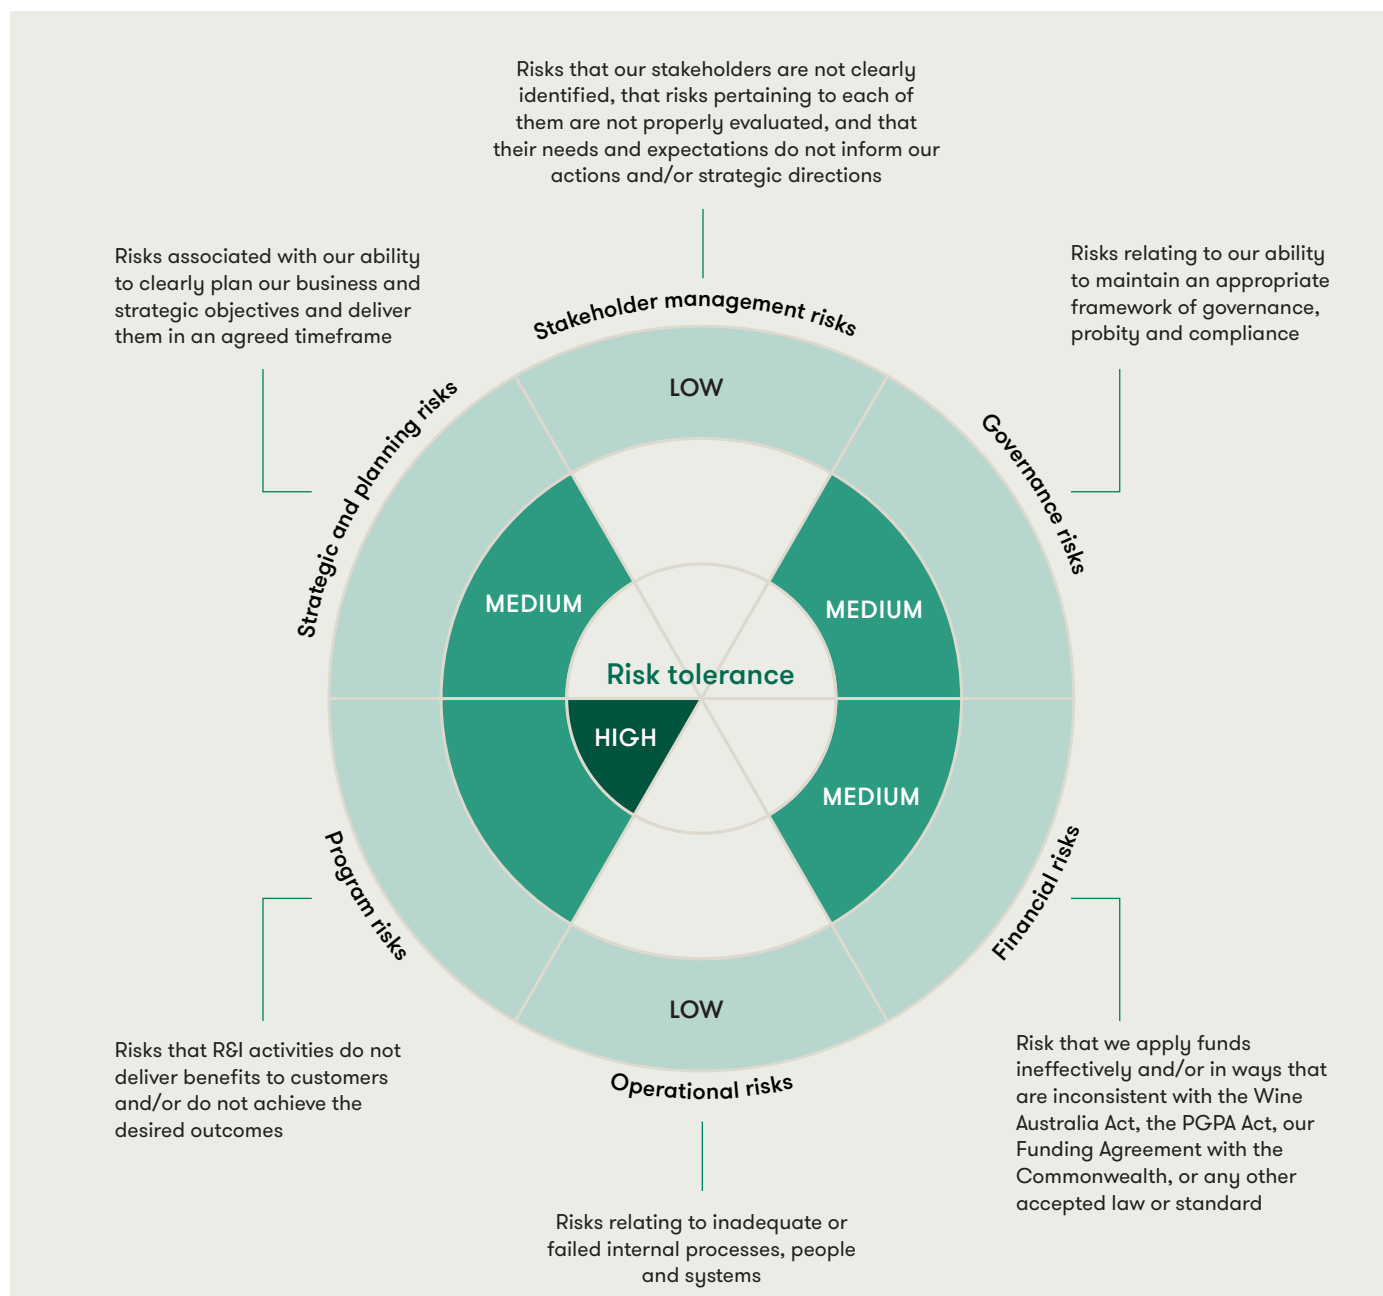 Risks that our stakeholders are not clearly
identified, that risks pertaining to each of
them are not properly evaluated, and that
their needs and expectations do not inform our
actions and/or strategic directions
Risks associated with our ability
to clearly plan our business and
strategic objectives and deliver
them in an agreed timeframe
Risks relating to our ability
to maintain an appropriate
framework of governance,
probity and compliance
Stakeholder management risks
Strategic and planning risks
Governance risks
LOW
MEDIUM
MEDIUM
Risk tolerance
HIGH
MEDIUM
LOW
Program risks
Financial risks
Operational risks
Risks that R&I activities do not
deliver benefits to customers
and/or do not achieve the
desired outcomes
Risk that we apply funds
ineffectively and/or in ways that
are inconsistent with the Wine
Australia Act, the PGPA Act, our
Funding Agreement with the
Commonwealth, or any other
accepted law or standard
Risks relating to inadequate or
failed internal processes, people
and systems